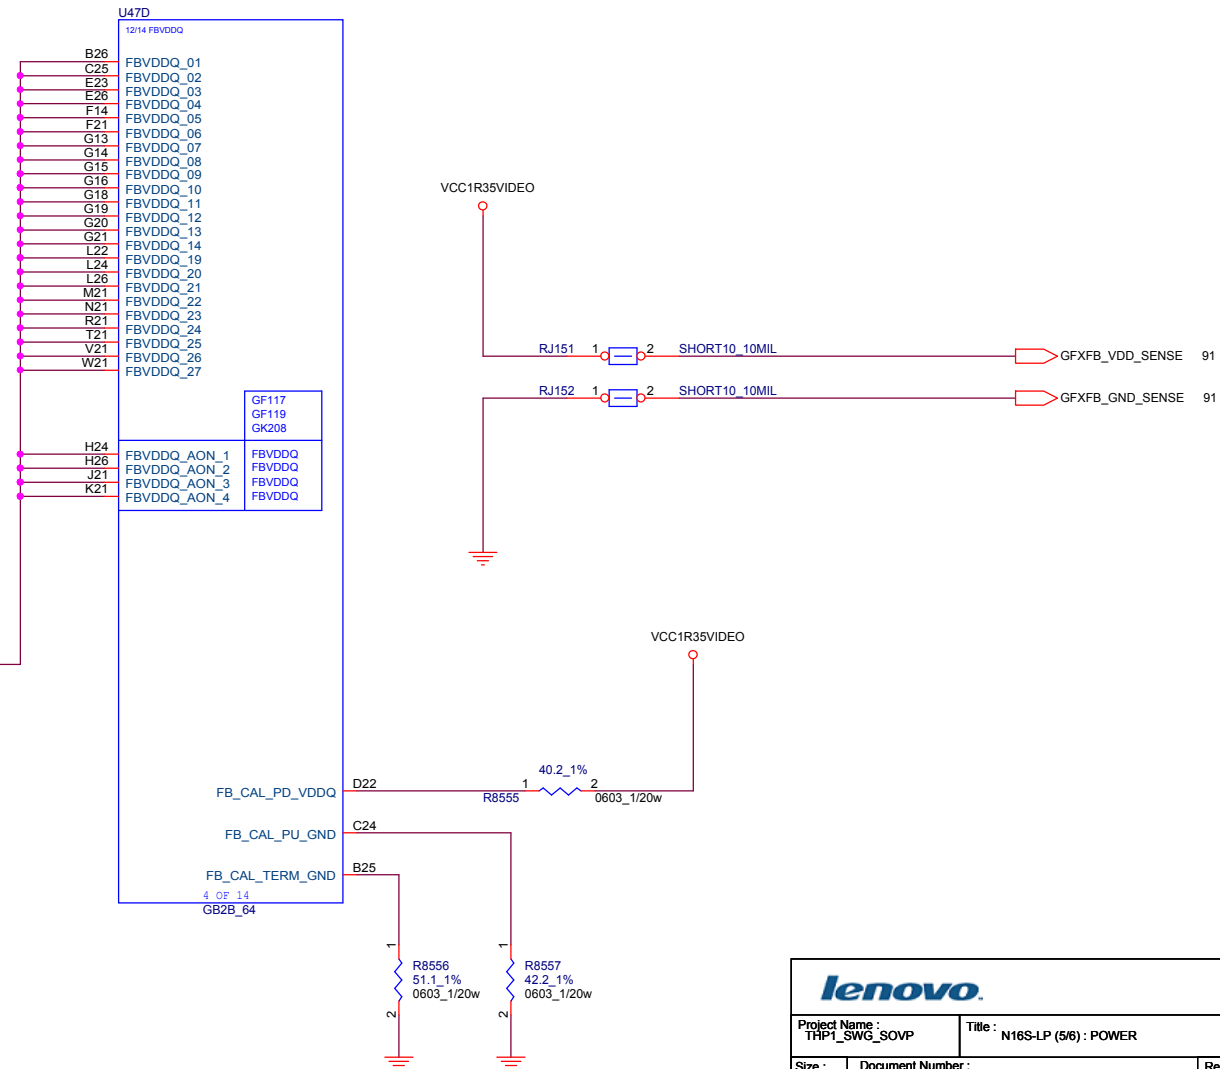 U47D
12/14 FBVDDQ
B26 FBVDDQ_01
C25 FBVDDQ_02
E23 FBVDDQ_03
E26 FBVDDQ_04
F14 FBVDDQ_05
F21 FBVDDQ_06
G13 FBVDDQ_07
G14 FBVDDQ_08
G15 FBVDDQ_09
G16 FBVDDQ_10
G18 FBVDDQ_11
G19 FBVDDQ_12
G20 FBVDDQ_13
G21 FBVDDQ_14
L22 FBVDDQ_19
L24 FBVDDQ_20
L26 FBVDDQ_21
M21 FBVDDQ_22
N21 FBVDDQ_23
R21 FBVDDQ_24
T21 FBVDDQ_25
V21 FBVDDQ_26
W21 FBVDDQ_27
GF117
GF119
GK208
H24 FBVDDQ_AON_1 FBVDDQ
H26 FBVDDQ_AON_2 FBVDDQ
J21 FBVDDQ_AON_3 FBVDDQ
K21 FBVDDQ_AON_4 FBVDDQ
VCC1R35VIDEO
RJ151 1 2 SHORT10_10MIL GFXFB_VDD_SENSE 91
RJ152 1 2 SHORT10_10MIL GFXFB_GND_SENSE 91
VCC1R35VIDEO
40.2_1%
FB_CAL_PD_VDDQ D22 R8555 1 2 0603_1/20w
FB_CAL_PU_GND C24
FB_CAL_TERM_GND B25
4 OF 14
GB2B_64
1 R8556
51.1_1%
0603_1/20w
2
1 R8557
42.2_1%
0603_1/20w
2
lenovo.
Project Name :
THP1_SWG_SOVP
Title :
N16S-LP (5/6) : POWER
Size :
Document Number :
Re